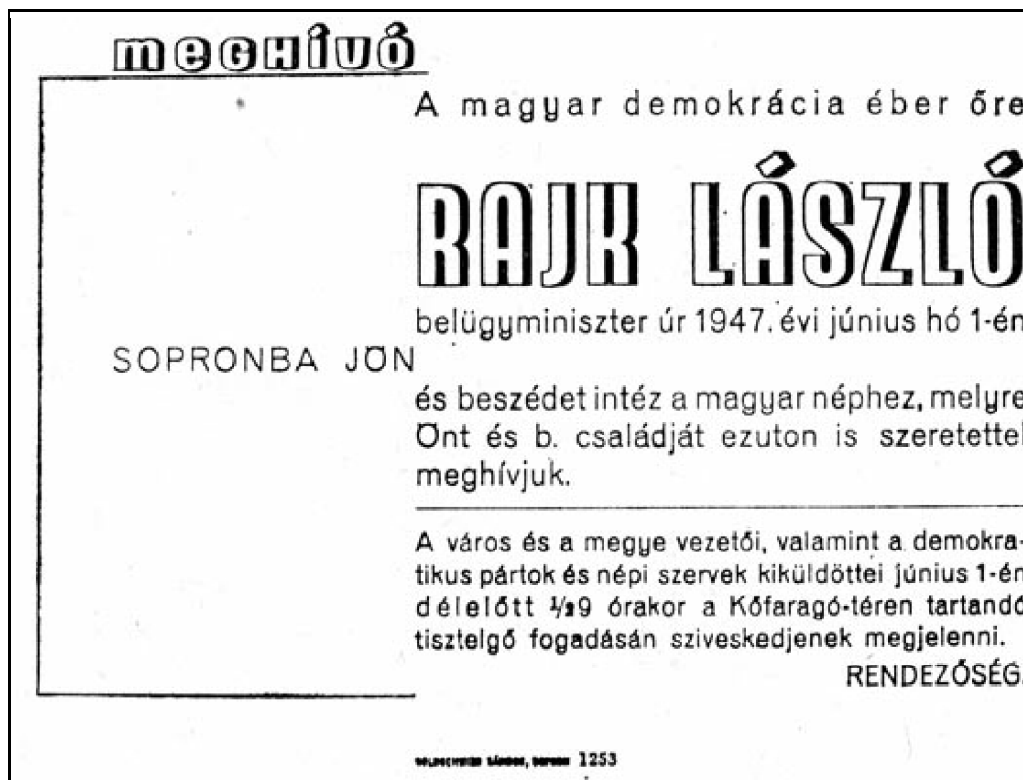 MEGHÍVÓ
A magyar demokrácia éber őre
RAJK LÁSZLÓ
belügyminiszter úr 1947. évi június hó 1-én
SOPRONBA JÖN
és beszédet intéz a magyar néphez, melyre
Önt és b. családját ezuton is szeretettel
meghívjuk.
A város és a megye vezetői, valamint a demokra-
tikus pártok és népi szervek kiküldöttei június 1-én
délelőtt ½9 órakor a Kőfaragó-téren tartandó
tisztelgő fogadásán sziveskedjenek megjelenni.
RENDEZŐSÉG.
1253